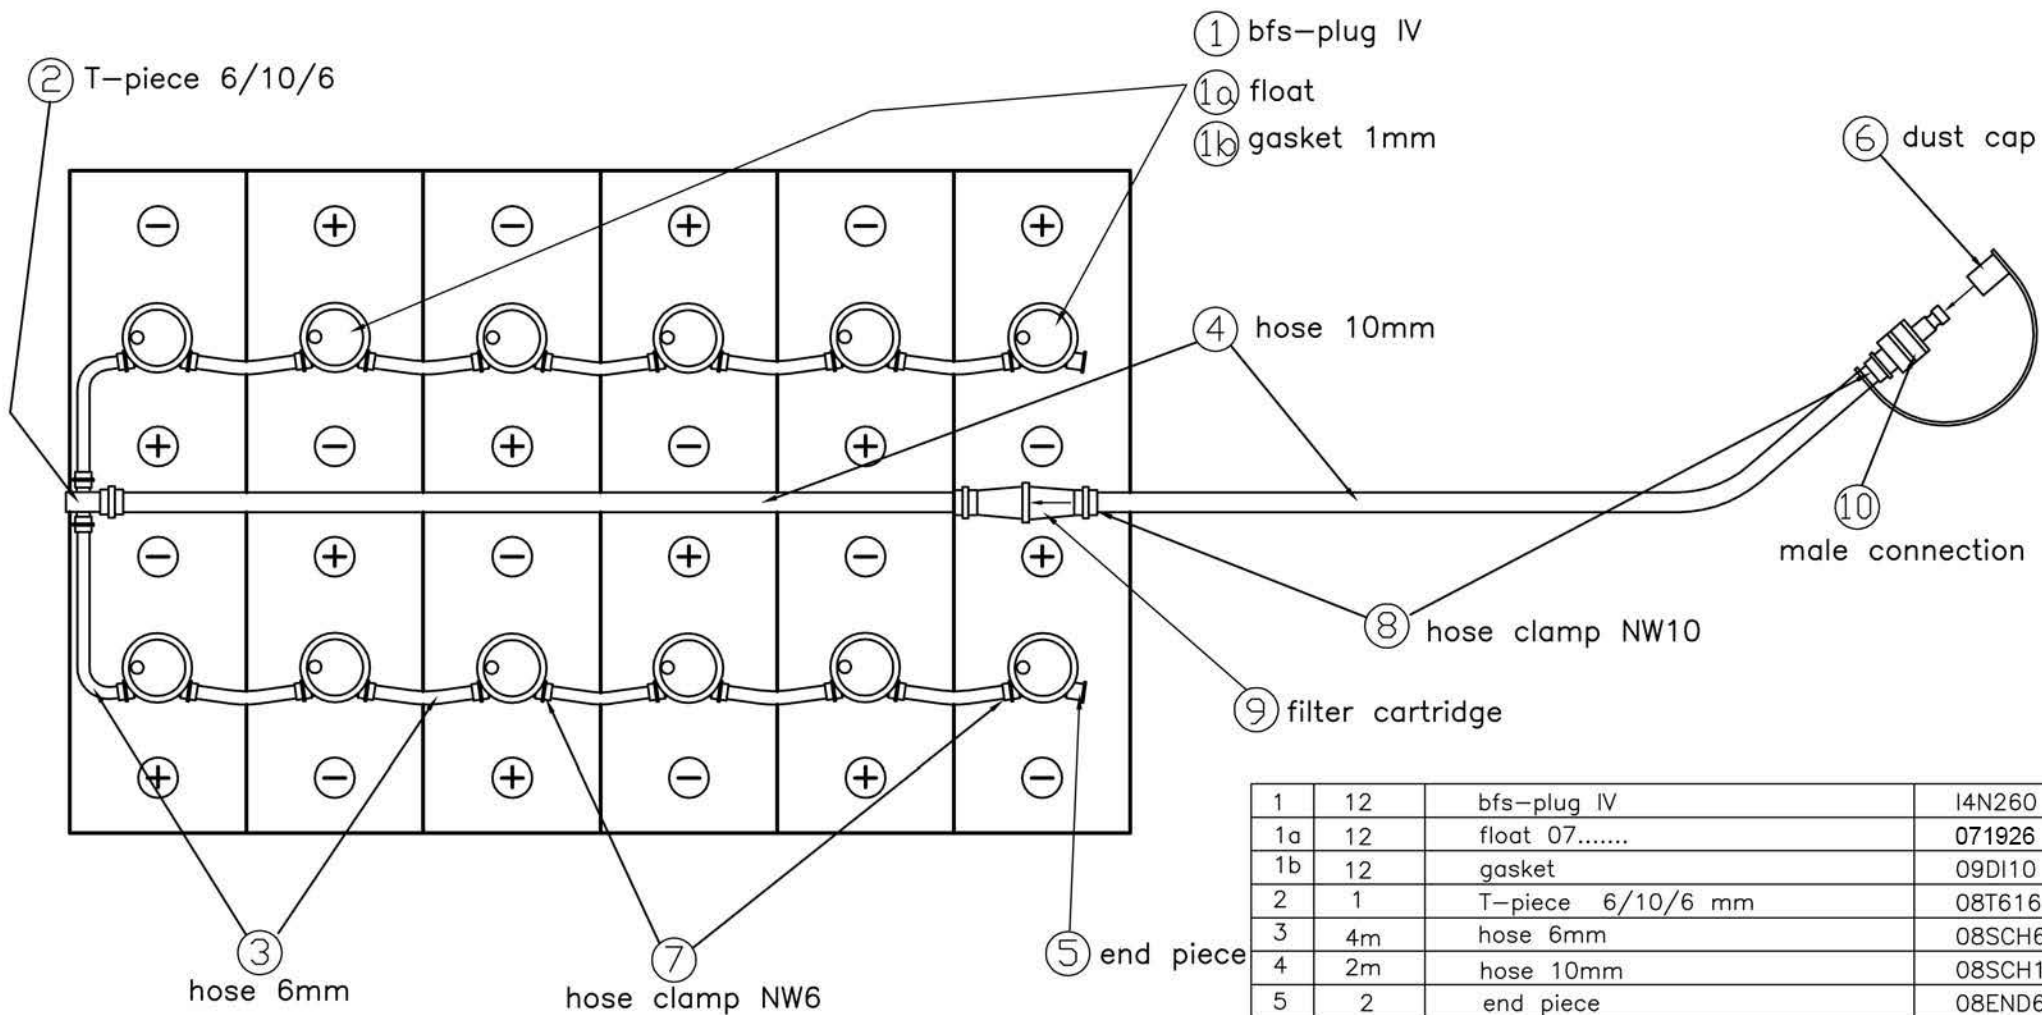 1 bfs-plug IV
2 T-piece 6/10/6
1a float
1b gasket 1mm
6 dust cap
- + - + - +
4 hose 10mm
+ - + - + -
10
male connection
- + - + - +
8 hose clamp NW10
9 filter cartridge
+ - + - + -
3
hose 6mm
7
hose clamp NW6
5 end piece
1 12 bfs-plug IV I4N260
1a 12 float 07....... 071926
1b 12 gasket 09DI10
2 1 T-piece 6/10/6 mm 08T616
3 4m hose 6mm 08SCH6
4 2m hose 10mm 08SCH1
5 2 end piece 08END6